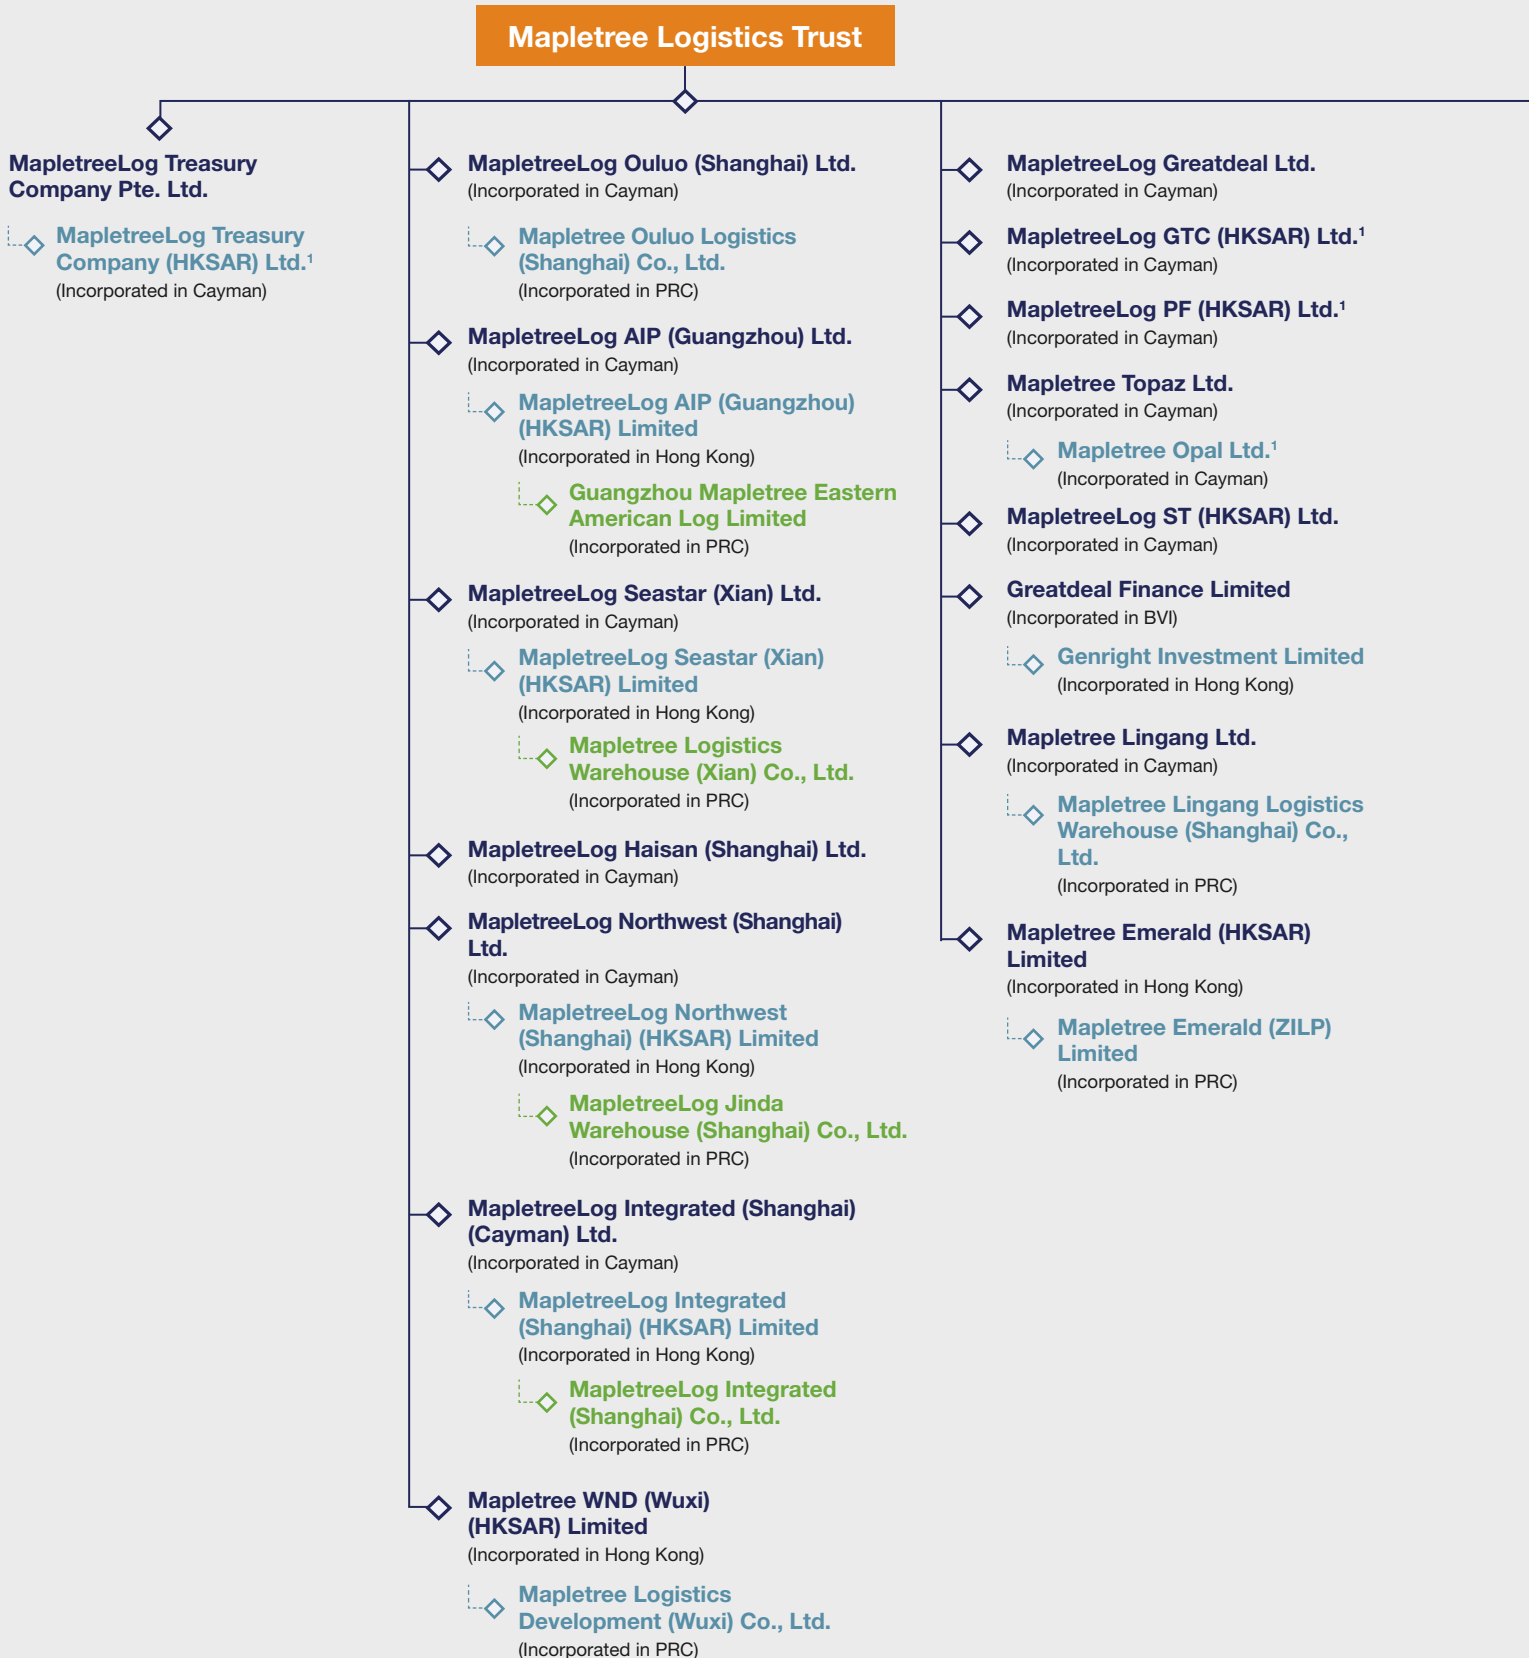 Mapletree Logistics Trust
MapletreeLog Treasury
Company Pte. Ltd.
MapletreeLog Treasury
Company (HKSAR) Ltd.¹
(Incorporated in Cayman)
MapletreeLog Ouluo (Shanghai) Ltd.
(Incorporated in Cayman)
Mapletree Ouluo Logistics
(Shanghai) Co., Ltd.
(Incorporated in PRC)
MapletreeLog AIP (Guangzhou) Ltd.
(Incorporated in Cayman)
MapletreeLog AIP (Guangzhou)
(HKSAR) Limited
(Incorporated in Hong Kong)
Guangzhou Mapletree Eastern
American Log Limited
(Incorporated in PRC)
MapletreeLog Seastar (Xian) Ltd.
(Incorporated in Cayman)
MapletreeLog Seastar (Xian)
(HKSAR) Limited
(Incorporated in Hong Kong)
Mapletree Logistics
Warehouse (Xian) Co., Ltd.
(Incorporated in PRC)
MapletreeLog Haisan (Shanghai) Ltd.
(Incorporated in Cayman)
MapletreeLog Northwest (Shanghai)
Ltd.
(Incorporated in Cayman)
MapletreeLog Northwest
(Shanghai) (HKSAR) Limited
(Incorporated in Hong Kong)
MapletreeLog Jinda
Warehouse (Shanghai) Co., Ltd.
(Incorporated in PRC)
MapletreeLog Integrated (Shanghai)
(Cayman) Ltd.
(Incorporated in Cayman)
MapletreeLog Integrated
(Shanghai) (HKSAR) Limited
(Incorporated in Hong Kong)
MapletreeLog Integrated
(Shanghai) Co., Ltd.
(Incorporated in PRC)
Mapletree WND (Wuxi)
(HKSAR) Limited
(Incorporated in Hong Kong)
Mapletree Logistics
Development (Wuxi) Co., Ltd.
(Incorporated in PRC)
MapletreeLog Greatdeal Ltd.
(Incorporated in Cayman)
MapletreeLog GTC (HKSAR) Ltd.¹
(Incorporated in Cayman)
MapletreeLog PF (HKSAR) Ltd.¹
(Incorporated in Cayman)
Mapletree Topaz Ltd.
(Incorporated in Cayman)
Mapletree Opal Ltd.¹
(Incorporated in Cayman)
MapletreeLog ST (HKSAR) Ltd.
(Incorporated in Cayman)
Greatdeal Finance Limited
(Incorporated in BVI)
Genright Investment Limited
(Incorporated in Hong Kong)
Mapletree Lingang Ltd.
(Incorporated in Cayman)
Mapletree Lingang Logistics
Warehouse (Shanghai) Co.,
Ltd.
(Incorporated in PRC)
Mapletree Emerald (HKSAR)
Limited
(Incorporated in Hong Kong)
Mapletree Emerald (ZILP)
Limited
(Incorporated in PRC)